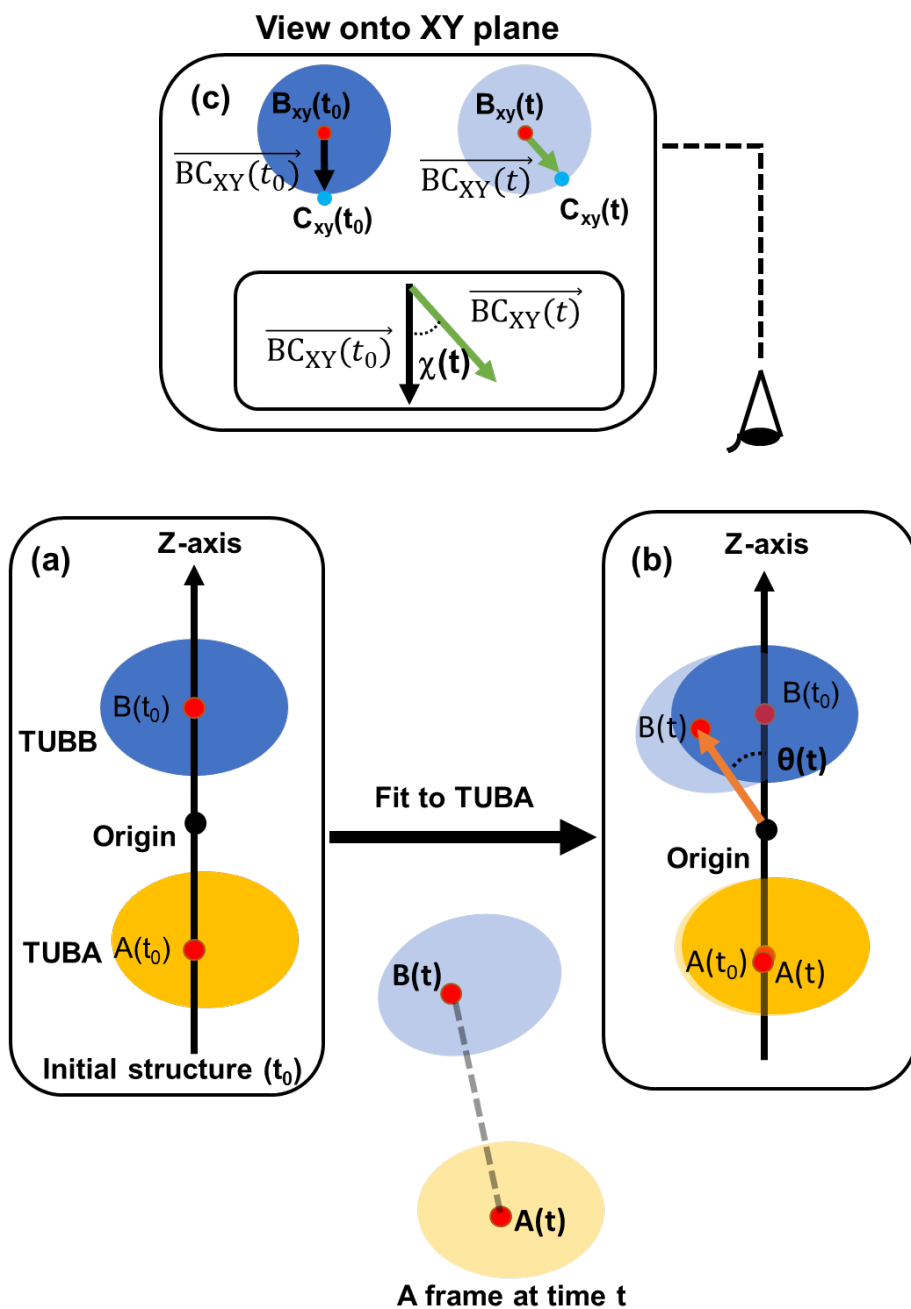 View onto XY plane
(c)
Bxy(t0)
Bxy(t)
BCXY(t0)
BCXY(t)
Cxy(t0)
Cxy(t)
BCXY(t0)
BCXY(t)
χ(t)
(a)
Z-axis
B(t0)
TUBB
Origin
TUBA
A(t0)
Initial structure (t0)
Fit to TUBA
(b)
Z-axis
B(t0)
B(t)
θ(t)
Origin
A(t0)
A(t)
B(t)
A(t)
A frame at time t